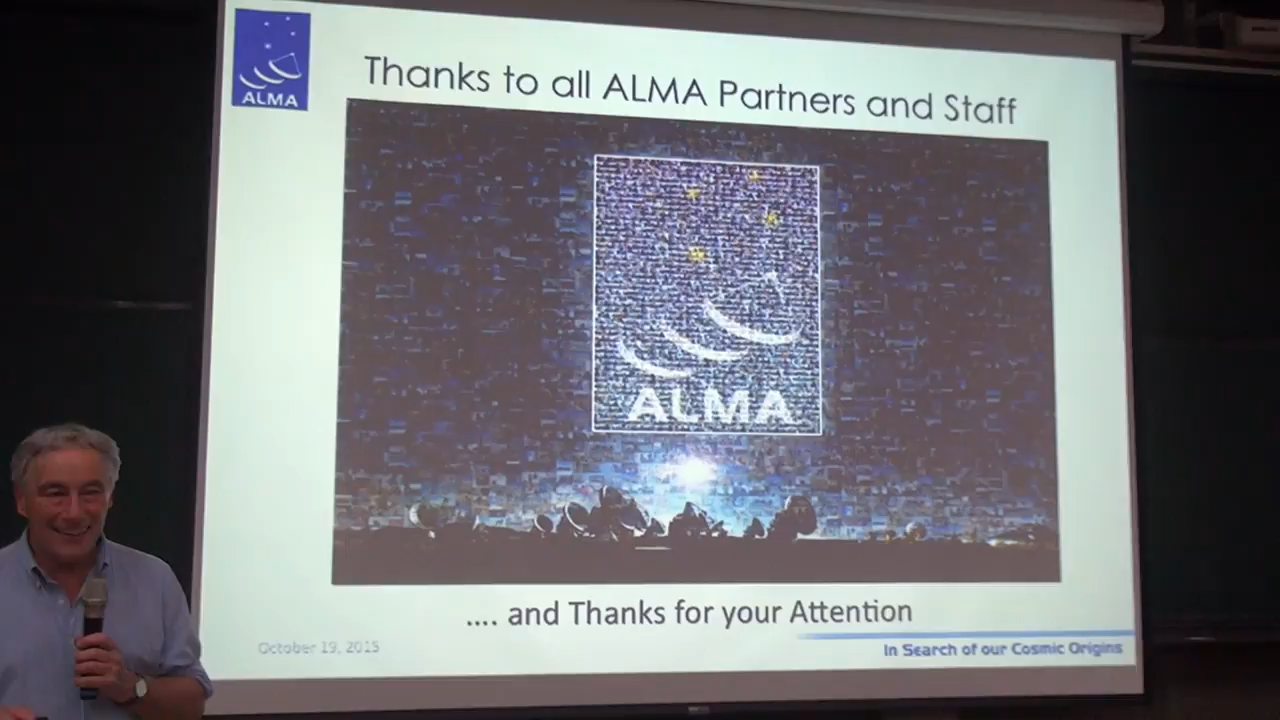 ALMA
Thanks to all ALMA Partners and Staff
ALMA
.... and Thanks for your Attention
October 19, 2015
In Search of our Cosmic Origins